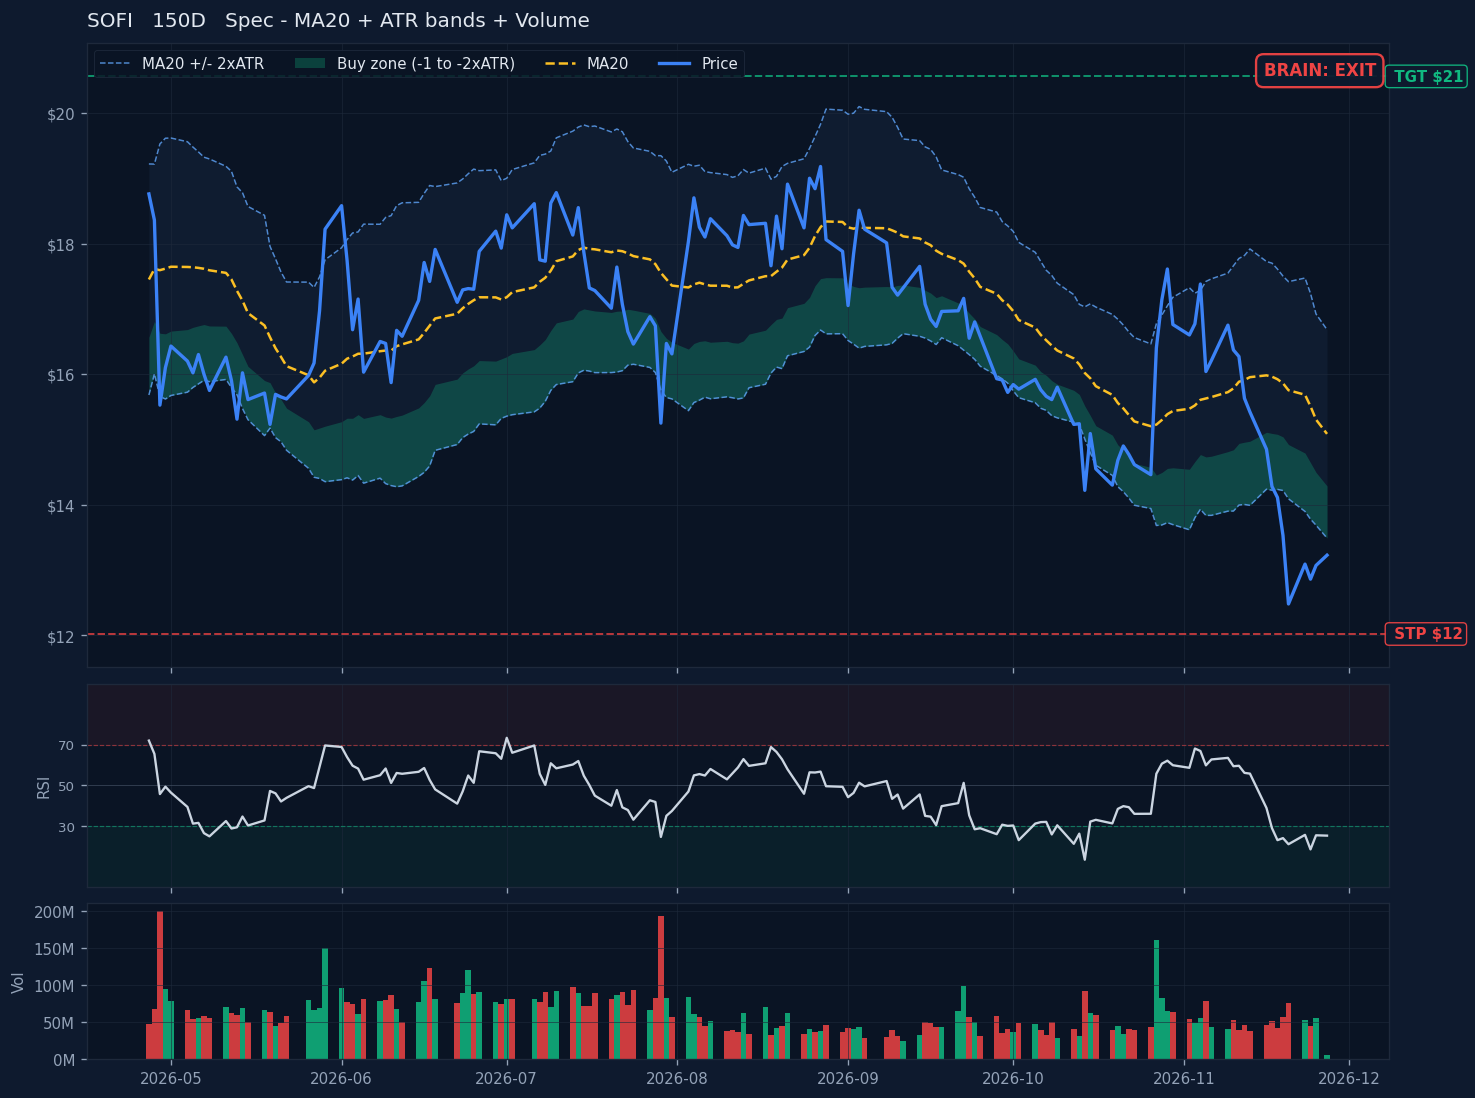 SOFI   150D   Spec - MA20 + ATR bands + Volume
MA20 +/- 2xATR
Buy zone (-1 to -2xATR)
MA20
Price
BRAIN: EXIT
TGT $21
$20
$18
$16
$14
$12
STP $12
70
50
30
RSI
200M
150M
100M
50M
0M
Vol
2026-05
2026-06
2026-07
2026-08
2026-09
2026-10
2026-11
2026-12